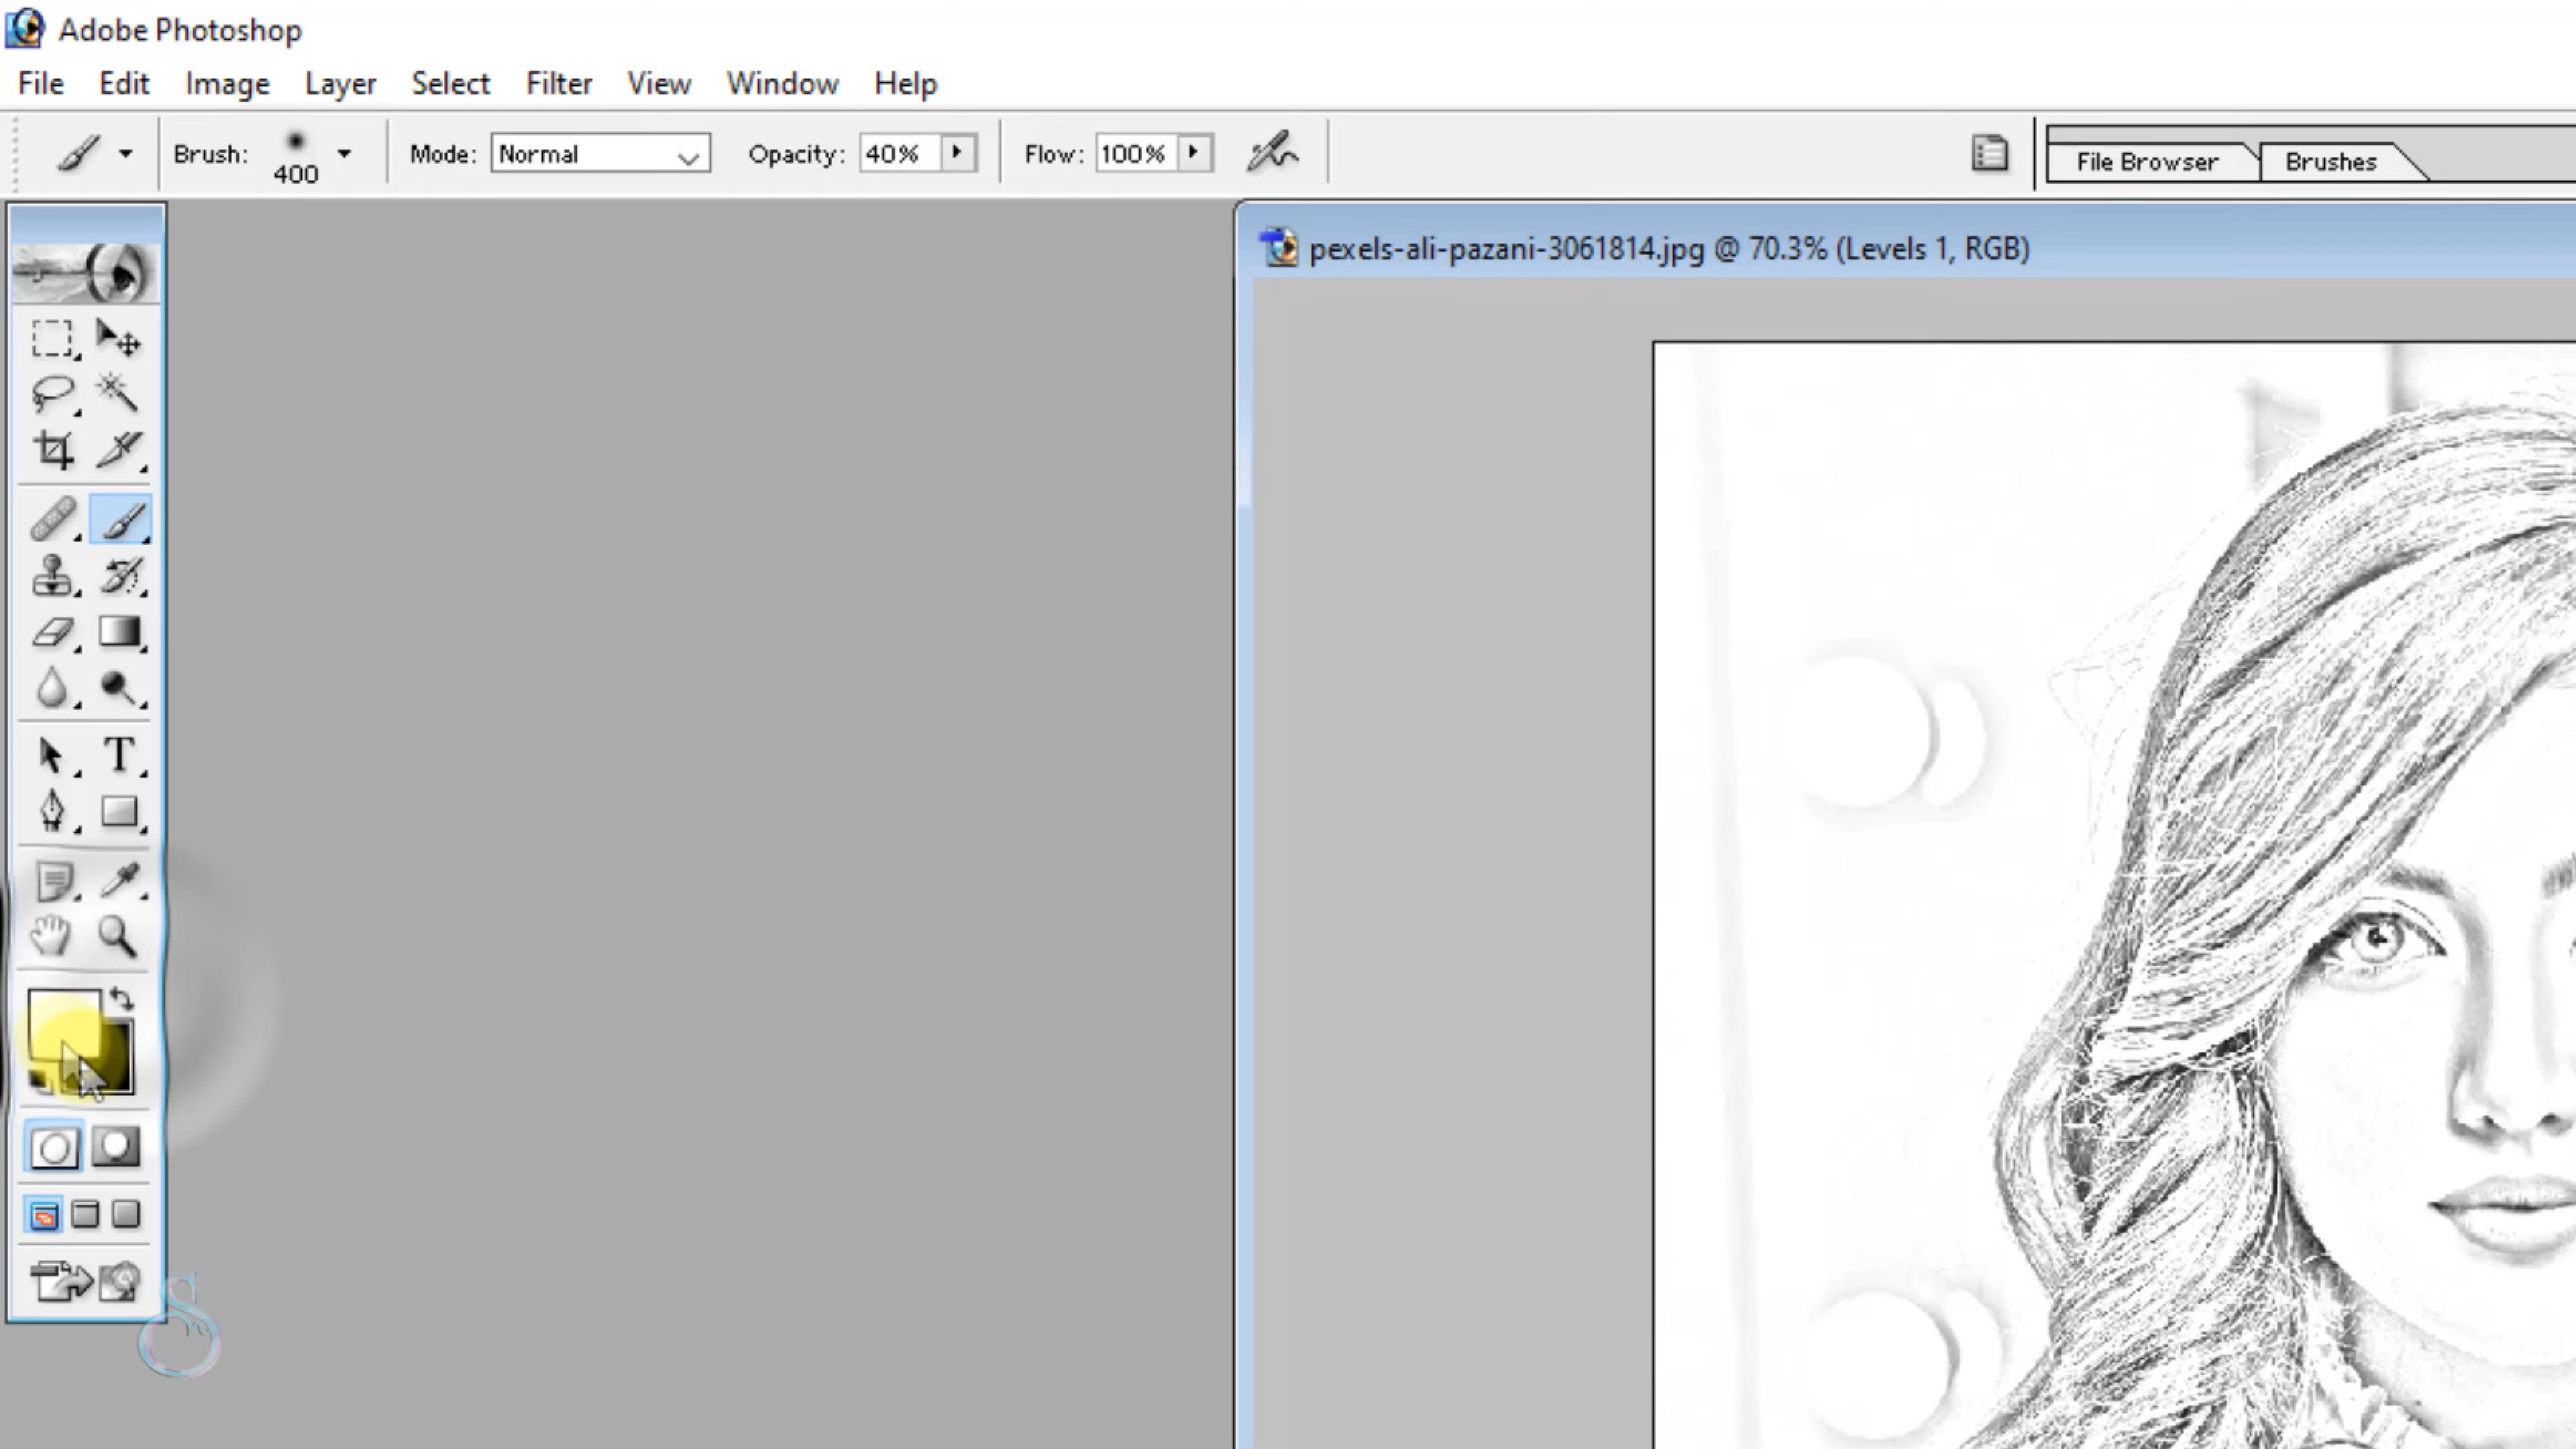 Adobe Photoshop
File Edit Image Layer Select Filter View Window Help
Brush: 400 Mode: Normal Opacity: 40% Flow: 100% File Browser Brushes
pexels-ali-pazani-3061814.jpg @ 70.3% (Levels 1, RGB)
T
S